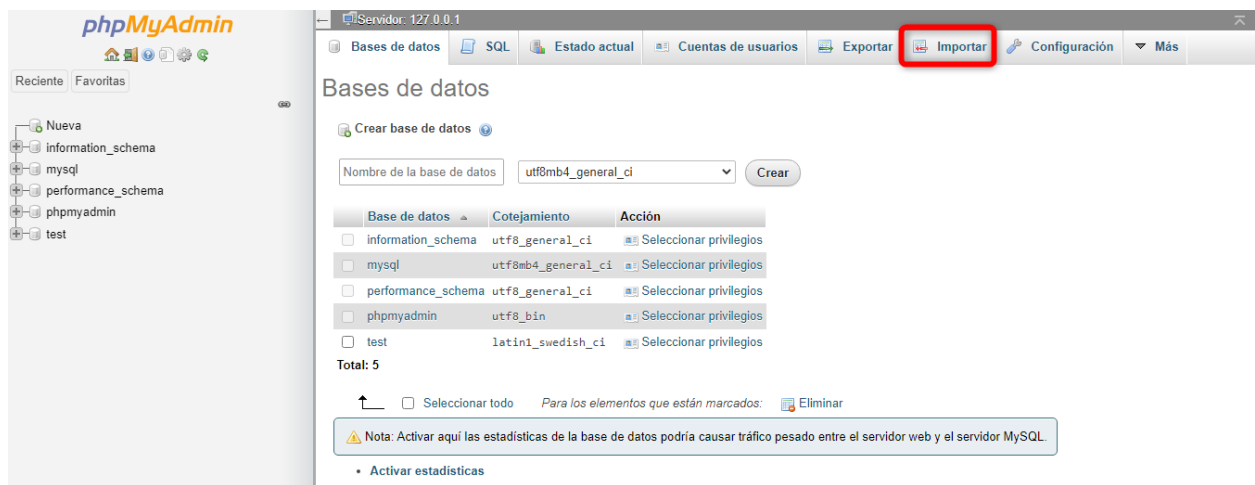 phpMyAdmin
Reciente Favoritas
Nueva
information_schema
mysql
performance_schema
phpmyadmin
test
Servidor: 127.0.0.1
Bases de datos SQL Estado actual Cuentas de usuarios Exportar Importar Configuración Más
Bases de datos
Crear base de datos
Nombre de la base de datos utf8mb4_general_ci Crear
Base de datos Cotejamiento Acción
information_schema utf8_general_ci Seleccionar privilegios
mysql utf8mb4_general_ci Seleccionar privilegios
performance_schema utf8_general_ci Seleccionar privilegios
phpmyadmin utf8_bin Seleccionar privilegios
test latin1_swedish_ci Seleccionar privilegios
Total: 5
Seleccionar todo Para los elementos que están marcados: Eliminar
Nota: Activar aquí las estadísticas de la base de datos podría causar tráfico pesado entre el servidor web y el servidor MySQL.
• Activar estadísticas